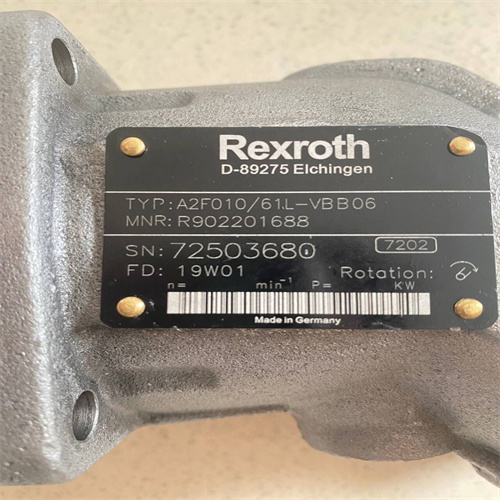 Rexroth
D-89275 Elchingen
TYP: A2FO10/61L-VBB06
MNR: R902201688
SN: 72503680 7202
FD: 19W01 Rotation:
n= min⁻¹ P= KW
Made in Germany